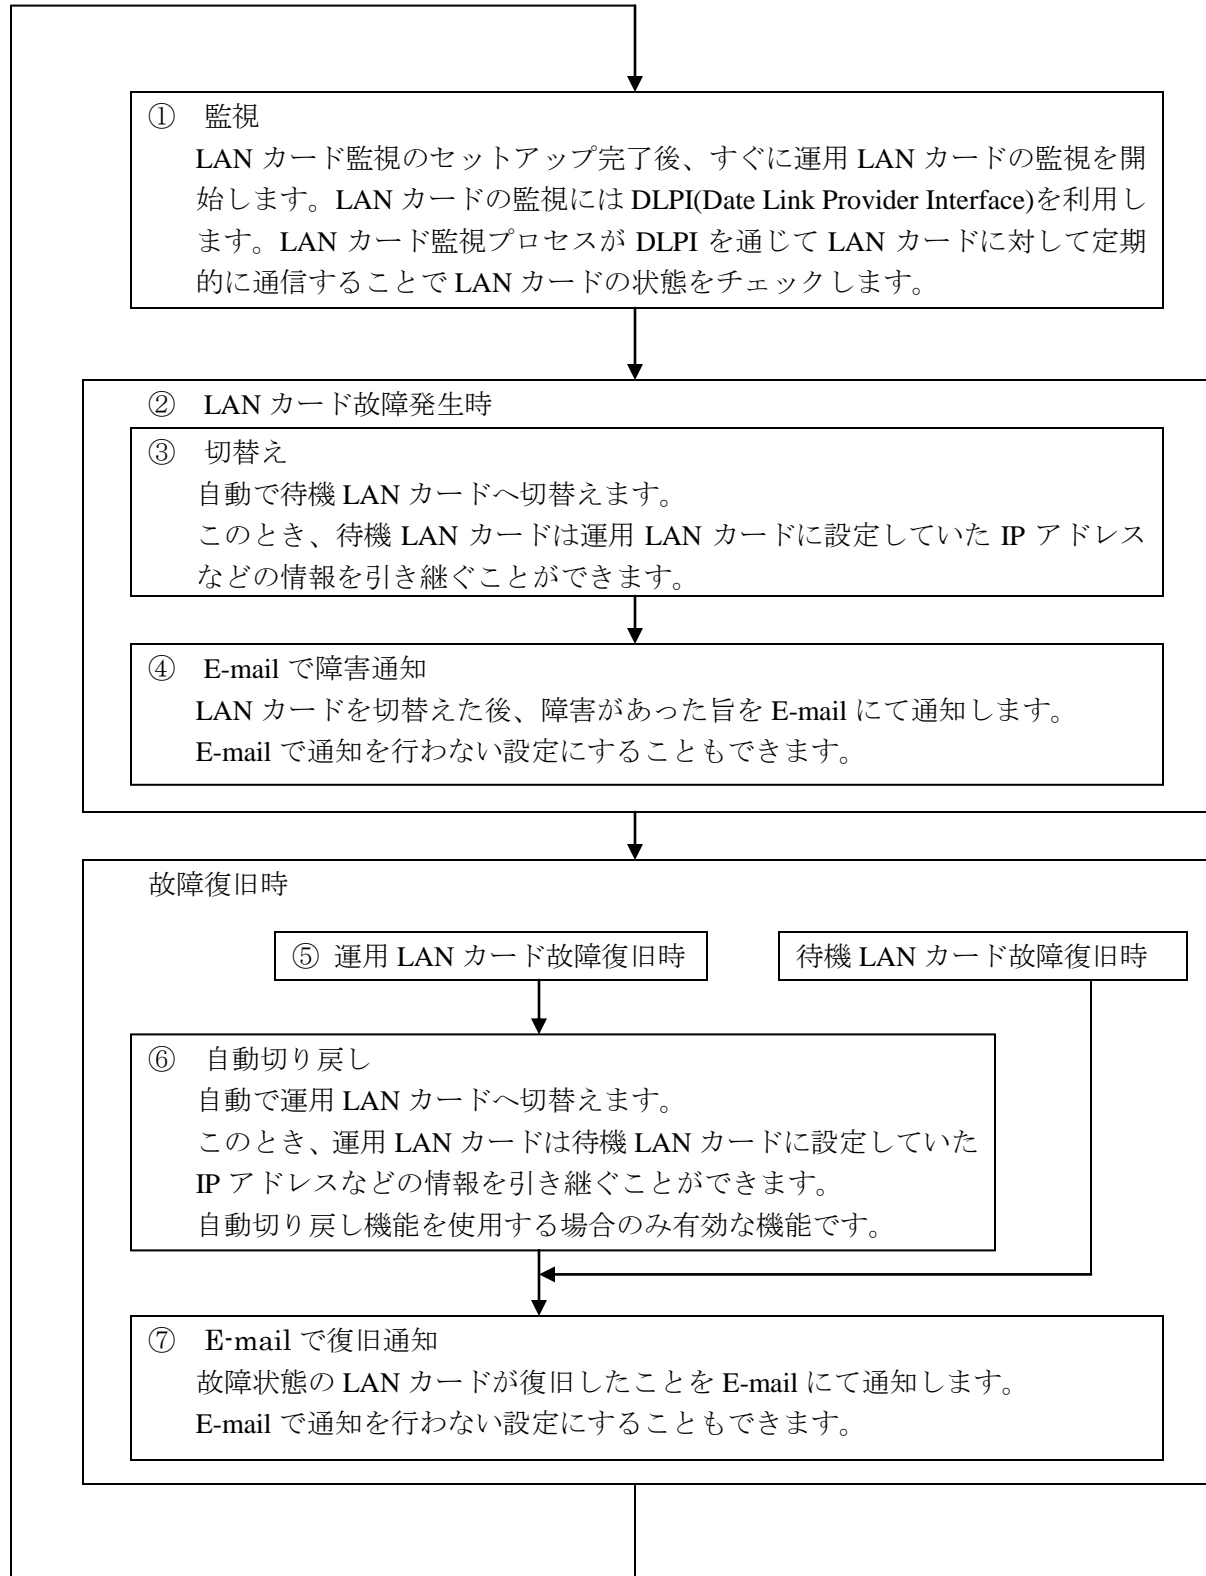 ① 監視
LAN カード監視のセットアップ完了後、すぐに運用 LAN カードの監視を開
始します。LAN カードの監視には DLPI(Date Link Provider Interface)を利用し
ます。LAN カード監視プロセスが DLPI を通じて LAN カードに対して定期
的に通信することで LAN カードの状態をチェックします。
② LAN カード故障発生時
③ 切替え
自動で待機 LAN カードへ切替えます。
このとき、待機 LAN カードは運用 LAN カードに設定していた IP アドレス
などの情報を引き継ぐことができます。
④ E-mail で障害通知
LAN カードを切替えた後、障害があった旨を E-mail にて通知します。
E-mail で通知を行わない設定にすることもできます。
故障復旧時
⑤ 運用 LAN カード故障復旧時
待機 LAN カード故障復旧時
⑥ 自動切り戻し
自動で運用 LAN カードへ切替えます。
このとき、運用 LAN カードは待機 LAN カードに設定していた
IP アドレスなどの情報を引き継ぐことができます。
自動切り戻し機能を使用する場合のみ有効な機能です。
⑦ E-mail で復旧通知
故障状態の LAN カードが復旧したことを E-mail にて通知します。
E-mail で通知を行わない設定にすることもできます。